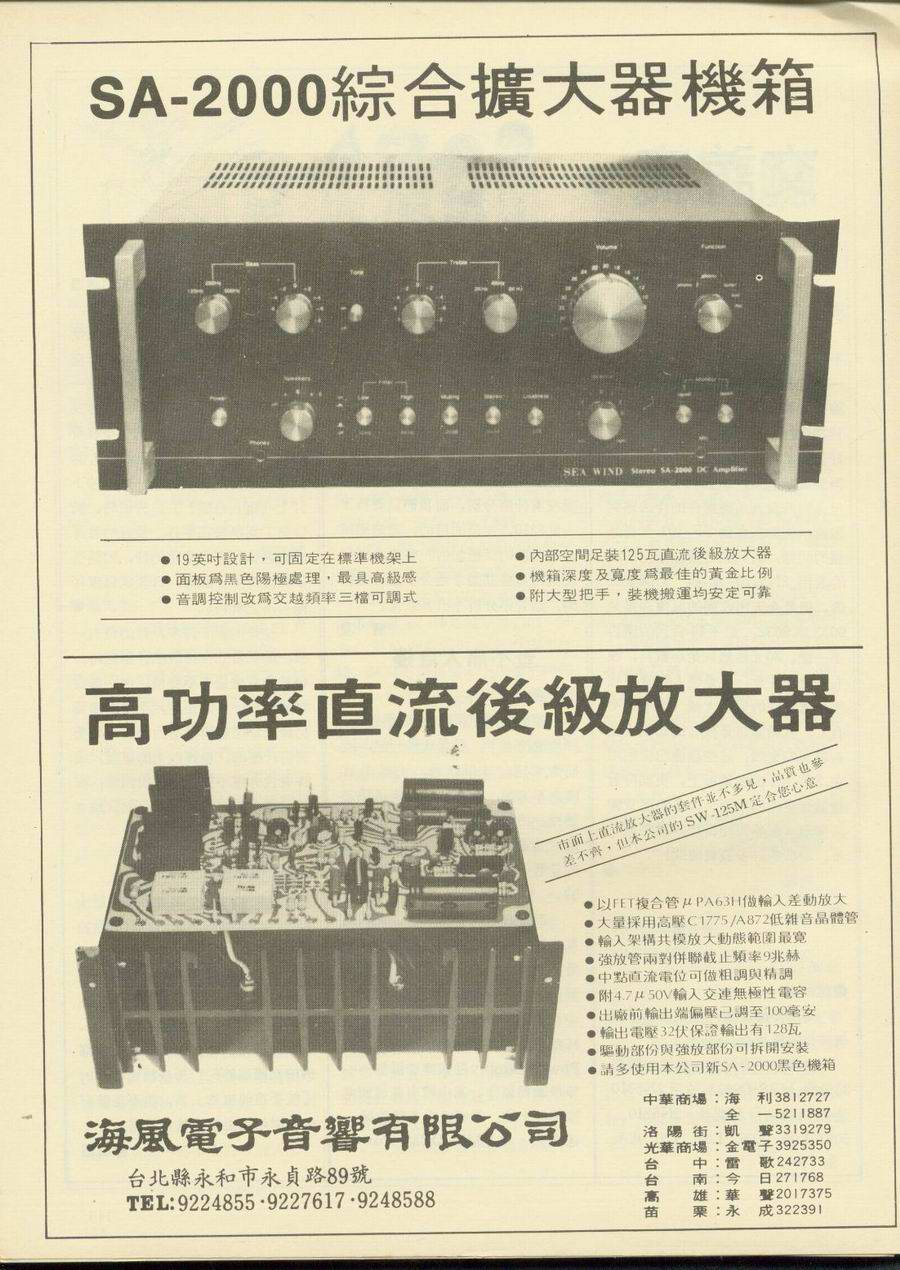 SA-2000綜合擴大器機箱
Bass
Tone
Treble
Volume
Function
Power
Speakers
Filter
Low
High
Muting
Stereo
Loudness
Monitor
Phones
SEA WIND Stereo SA-2000 DC Amplifier
●19英吋設計，可固定在標準機架上
●面板爲黑色陽極處理，最具高級感
●音調控制改爲交越頻率三檔可調式
●內部空間足裝125瓦直流後級放大器
●機箱深度及寬度爲最佳的黃金比例
●附大型把手，裝機搬運均安定可靠
高功率直流後級放大器
市面上直流放大器的套件並不多見，品質也參
差不齊，但本公司的SW-125M定合您心意
●以FET複合管μPA63H做輸入差動放大
●大量採用高壓C1775/A872低雜音晶體管
●輸入架構共模放大動態範圍最寬
●強放管兩對併聯截止頻率9兆赫
●中點直流電位可做粗調與精調
●附4.7μ50V輸入交連無極性電容
●出廠前輸出端偏壓已調至100毫安
●輸出電壓32伏保證輸出有128瓦
●驅動部份與強放部份可拆開安裝
●請多使用本公司新SA-2000黑色機箱
海風電子音響有限公司
台北縣永和市永貞路89號
TEL:9224855·9227617·9248588
中華商場：海　利3812727
全　一5211887
洛陽街：凱　聲3319279
光華商場：金電子3925350
台　中：雷　歌242733
台　南：今　日271768
高　雄：華　聲2017375
苗　栗：永　成322391